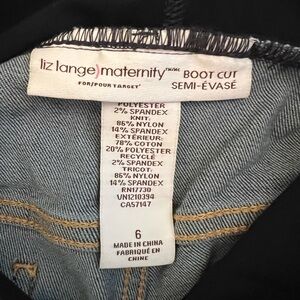 liz lange)maternity™/MC BOOT CUT
FOR/POUR TARGET® SEMI-ÉVASÉ
POLYESTER
2% SPANDEX
KNIT:
86% NYLON
14% SPANDEX
EXTÉRIEUR:
78% COTON
20% POLYESTER
RECYCLÉ
2% SPANDEX
TRICOT:
86% NYLON
14% SPANDEX
RN17730
VN1210394
CA57147
6
MADE IN CHINA
FABRIQUÉ EN
CHINE